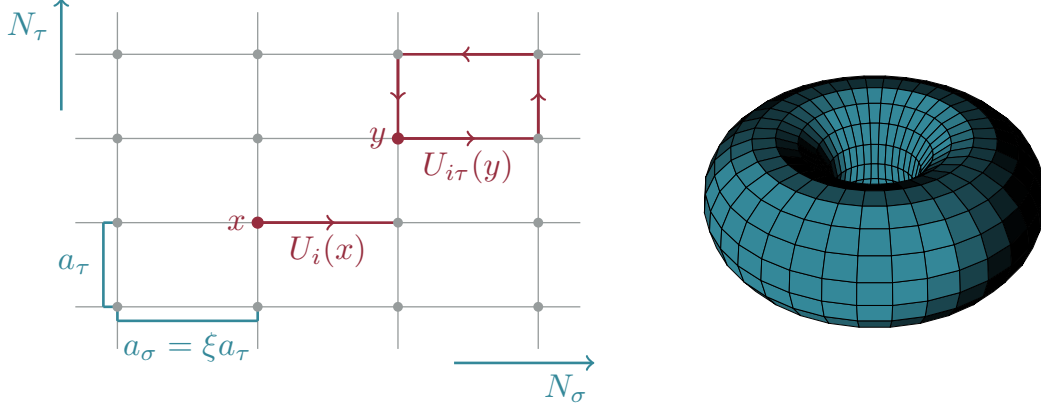 N_τ
y
U_{iτ}(y)
x
U_i(x)
a_τ
a_σ = ξa_τ
N_σ